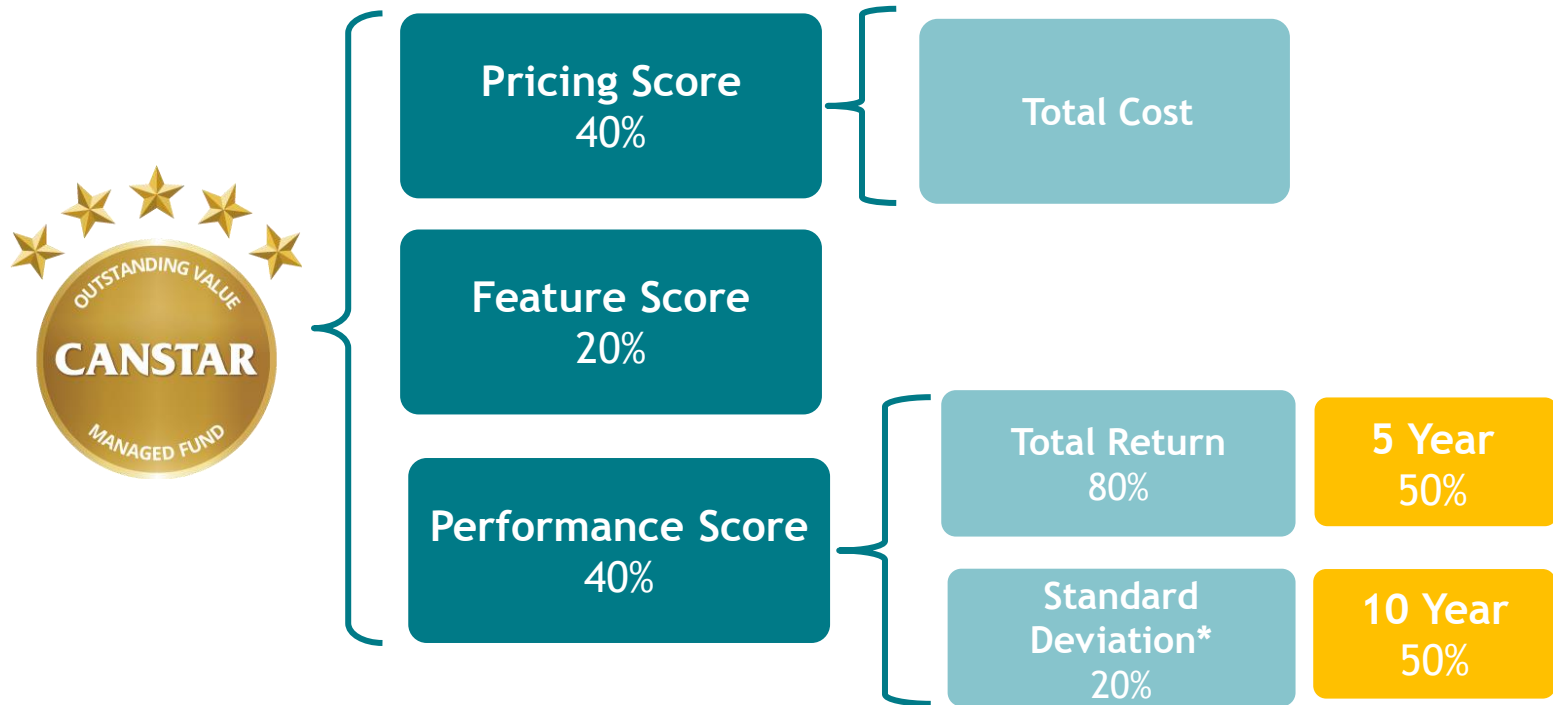 OUTSTANDING VALUE
CANSTAR
MANAGED FUND
Pricing Score
40%
Total Cost
Feature Score
20%
Performance Score
40%
Total Return
80%
5 Year
50%
Standard
Deviation*
20%
10 Year
50%